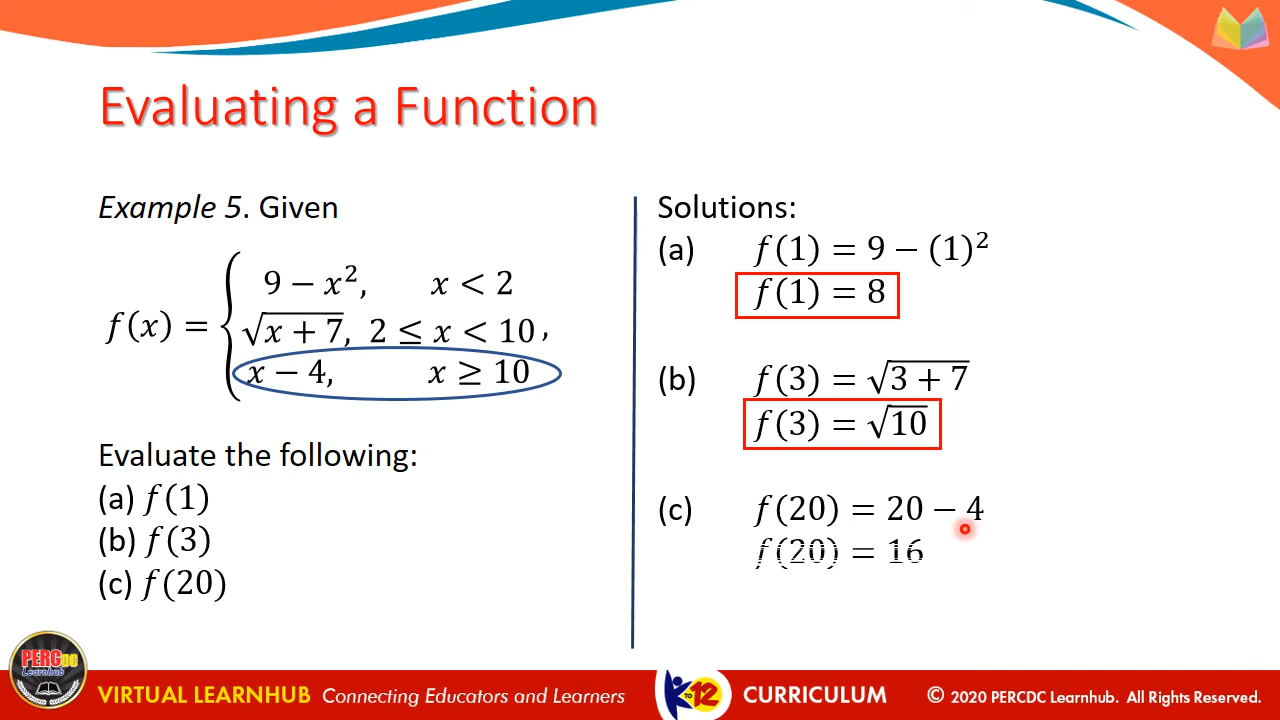 Evaluating a Function
Example 5. Given
f(x) = { 9 − x², x < 2
√(x + 7), 2 ≤ x < 10 ,
x − 4, x ≥ 10
Evaluate the following:
(a) f(1)
(b) f(3)
(c) f(20)
Solutions:
(a) f(1) = 9 − (1)²
f(1) = 8
(b) f(3) = √(3 + 7)
f(3) = √10
(c) f(20) = 20 − 4
f(20) = 16
PERCDC
Learnhub
VIRTUAL LEARNHUB Connecting Educators and Learners
K TO 12 CURRICULUM
© 2020 PERCDC Learnhub. All Rights Reserved.